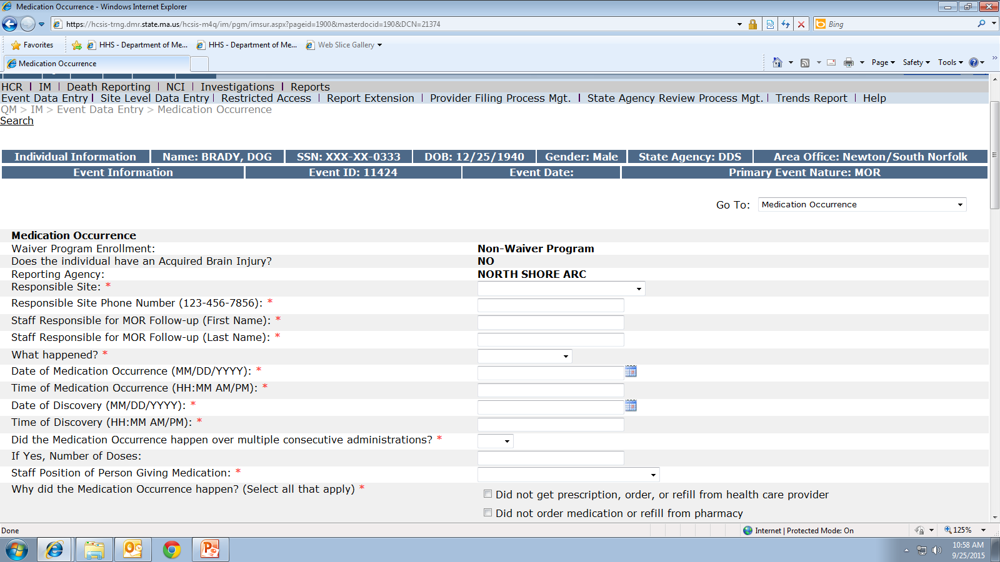 Medication Occurrence - Windows Internet Explorer
https://hcsis-trng.dmr.state.ma.us/hcsis-m4q/im/pgm/imsur.aspx?pageid=1900&masterdocid=190&DCN=21374
Bing
Favorites
HHS - Department of Me...
HHS - Department of Me...
Web Slice Gallery
Medication Occurrence
Page
Safety
Tools
HCR | IM | Death Reporting | NCI | Investigations | Reports
Event Data Entry | Site Level Data Entry | Restricted Access | Report Extension | Provider Filing Process Mgt. | State Agency Review Process Mgt. | Trends Report | Help
QM > IM > Event Data Entry > Medication Occurrence
Search
Individual Information Name: BRADY, DOG SSN: XXX-XX-0333 DOB: 12/25/1940 Gender: Male State Agency: DDS Area Office: Newton/South Norfolk
Event Information Event ID: 11424 Event Date: Primary Event Nature: MOR
Go To: Medication Occurrence
Medication Occurrence
Waiver Program Enrollment: Non-Waiver Program
Does the individual have an Acquired Brain Injury? NO
Reporting Agency: NORTH SHORE ARC
Responsible Site: *
Responsible Site Phone Number (123-456-7856): *
Staff Responsible for MOR Follow-up (First Name): *
Staff Responsible for MOR Follow-up (Last Name): *
What happened? *
Date of Medication Occurrence (MM/DD/YYYY): *
Time of Medication Occurrence (HH:MM AM/PM): *
Date of Discovery (MM/DD/YYYY): *
Time of Discovery (HH:MM AM/PM): *
Did the Medication Occurrence happen over multiple consecutive administrations? *
If Yes, Number of Doses:
Staff Position of Person Giving Medication: *
Why did the Medication Occurrence happen? (Select all that apply) *
Did not get prescription, order, or refill from health care provider
Did not order medication or refill from pharmacy
Done
Internet | Protected Mode: On
125%
10:58 AM
9/25/2015